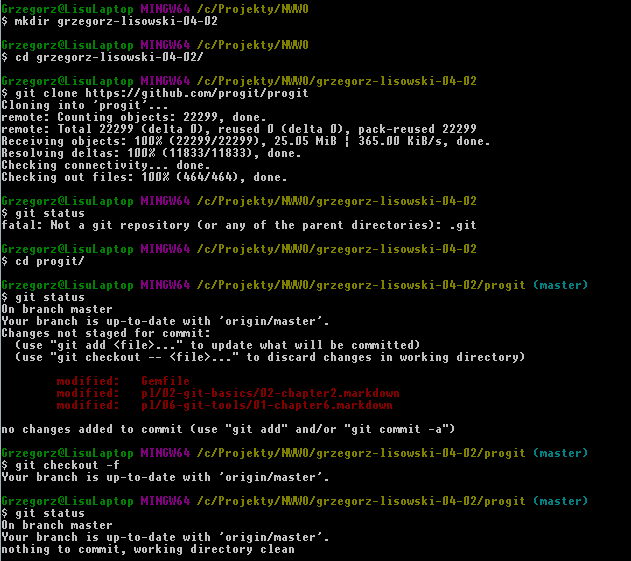 Grzegorz@LisuLaptop MINGW64 /c/Projekty/NWWO
$ mkdir grzegorz-lisowski-04-02
Grzegorz@LisuLaptop MINGW64 /c/Projekty/NWWO
$ cd grzegorz-lisowski-04-02/
Grzegorz@LisuLaptop MINGW64 /c/Projekty/NWWO/grzegorz-lisowski-04-02
$ git clone https://github.com/progit/progit
Cloning into 'progit'...
remote: Counting objects: 22299, done.
remote: Total 22299 (delta 0), reused 0 (delta 0), pack-reused 22299
Receiving objects: 100% (22299/22299), 25.05 MiB | 365.00 KiB/s, done.
Resolving deltas: 100% (11833/11833), done.
Checking connectivity... done.
Checking out files: 100% (464/464), done.
Grzegorz@LisuLaptop MINGW64 /c/Projekty/NWWO/grzegorz-lisowski-04-02
$ git status
fatal: Not a git repository (or any of the parent directories): .git
Grzegorz@LisuLaptop MINGW64 /c/Projekty/NWWO/grzegorz-lisowski-04-02
$ cd progit/
Grzegorz@LisuLaptop MINGW64 /c/Projekty/NWWO/grzegorz-lisowski-04-02/progit (master)
$ git status
On branch master
Your branch is up-to-date with 'origin/master'.
Changes not staged for commit:
(use "git add <file>..." to update what will be committed)
(use "git checkout -- <file>..." to discard changes in working directory)
modified: Gemfile
modified: pl/02-git-basics/02-chapter2.markdown
modified: pl/06-git-tools/01-chapter6.markdown
no changes added to commit (use "git add" and/or "git commit -a")
Grzegorz@LisuLaptop MINGW64 /c/Projekty/NWWO/grzegorz-lisowski-04-02/progit (master)
$ git checkout -f
Your branch is up-to-date with 'origin/master'.
Grzegorz@LisuLaptop MINGW64 /c/Projekty/NWWO/grzegorz-lisowski-04-02/progit (master)
$ git status
On branch master
Your branch is up-to-date with 'origin/master'.
nothing to commit, working directory clean